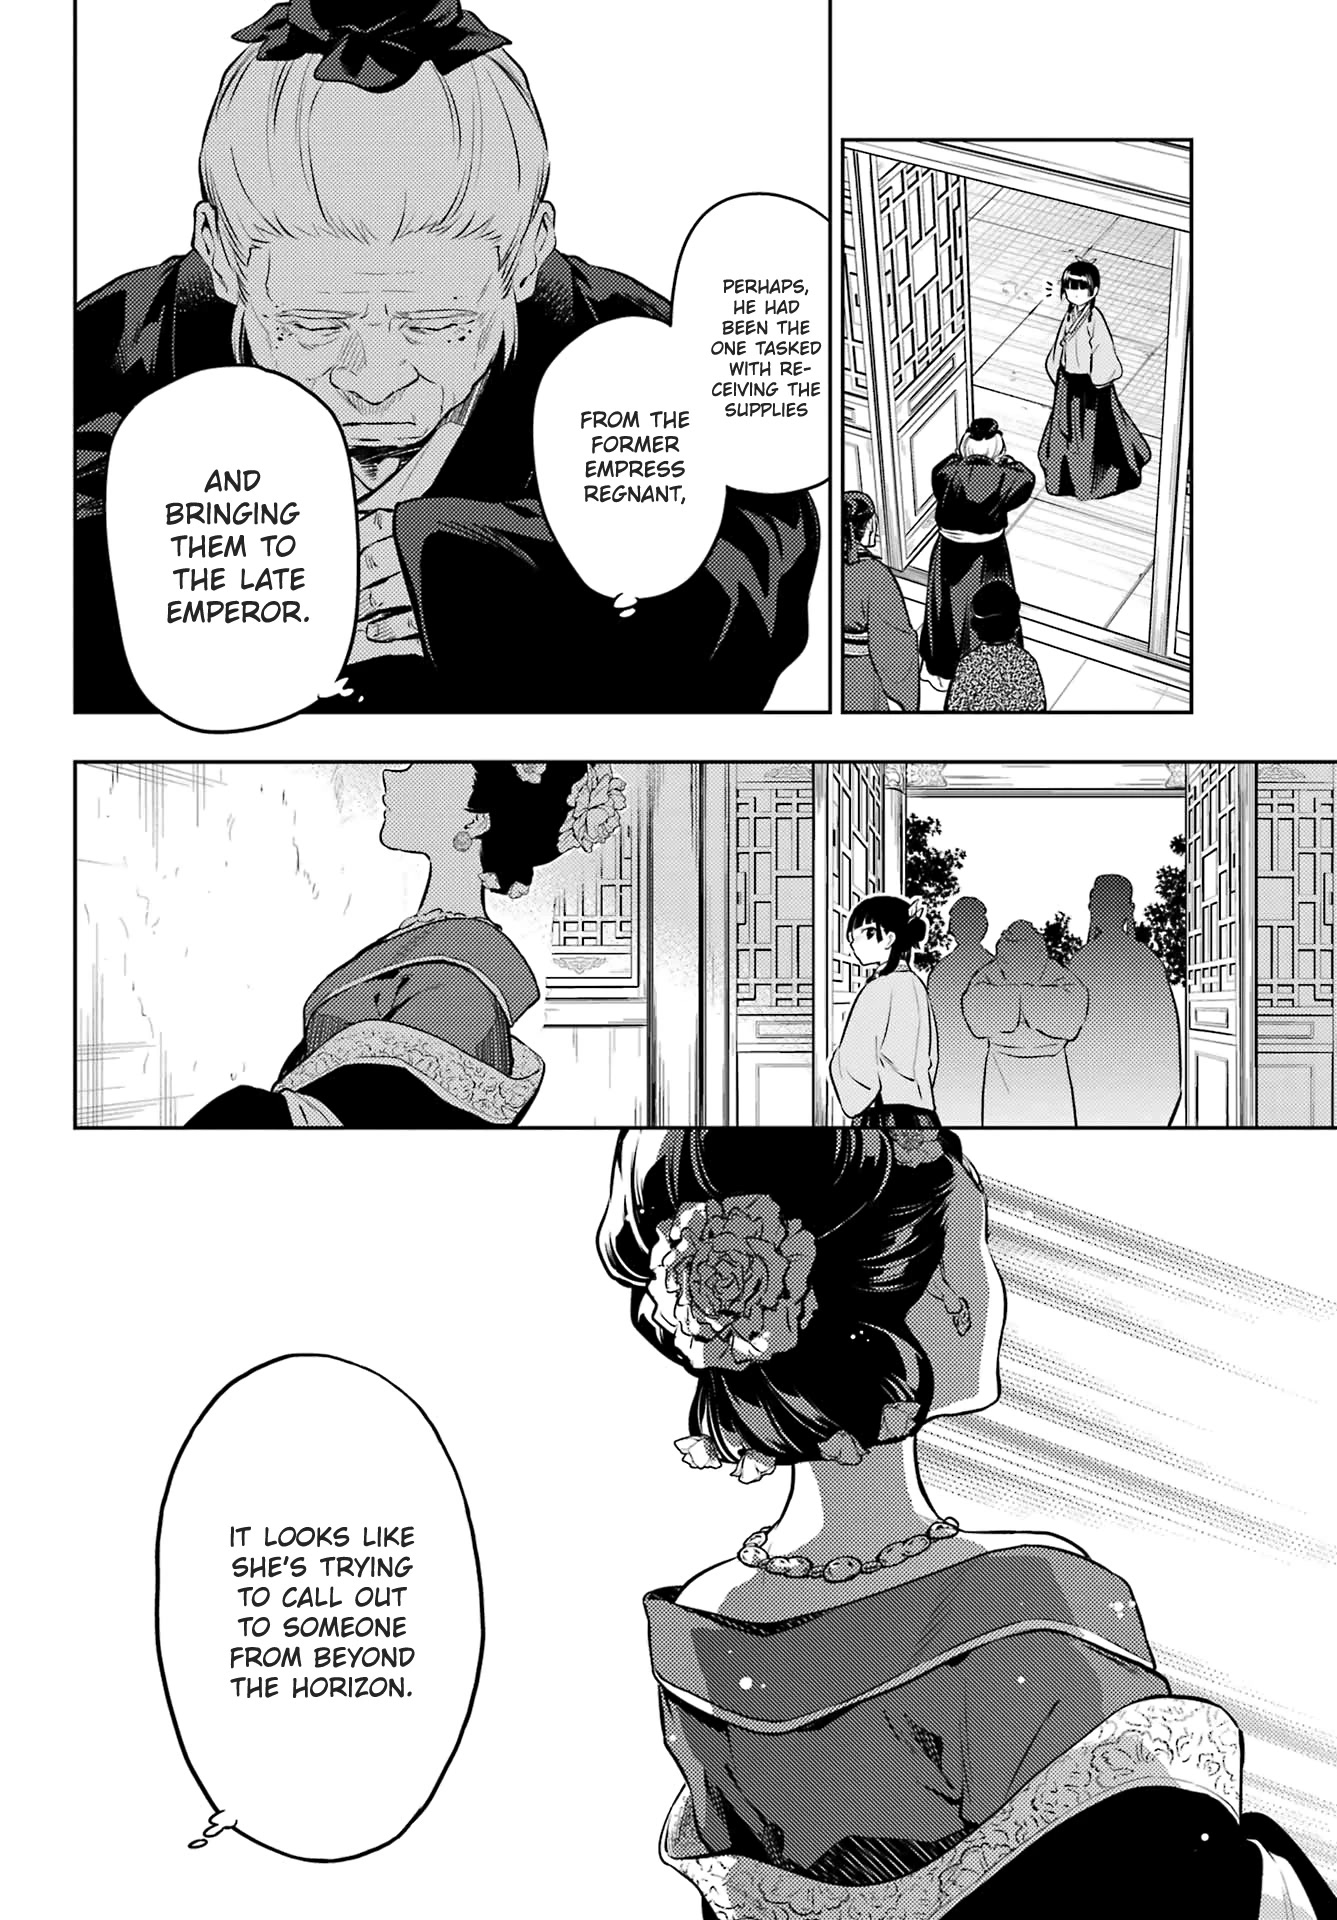 PERHAPS,
HE HAD
BEEN THE
ONE TASKED
WITH RE-
CEIVING THE
SUPPLIES
FROM THE
FORMER
EMPRESS
REGNANT,
AND
BRINGING
THEM TO
THE LATE
EMPEROR.
IT LOOKS LIKE
SHE'S TRYING
TO CALL OUT
TO SOMEONE
FROM BEYOND
THE HORIZON.